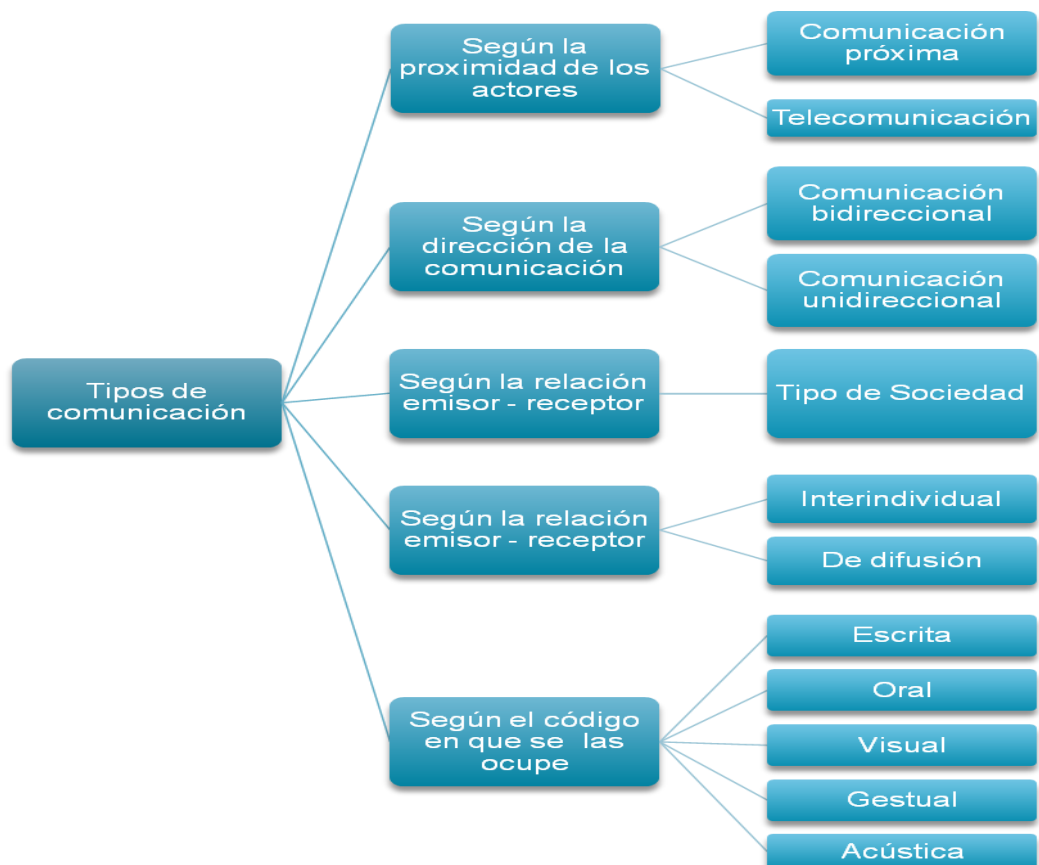 Tipos de
comunicación
Según la
proximidad de los
actores
Comunicación
próxima
Telecomunicación
Según la
dirección de la
comunicación
Comunicación
bidireccional
Comunicación
unidireccional
Según la relación
emisor - receptor
Tipo de Sociedad
Según la relación
emisor - receptor
Interindividual
De difusión
Según el código
en que se las
ocupe
Escrita
Oral
Visual
Gestual
Acústica